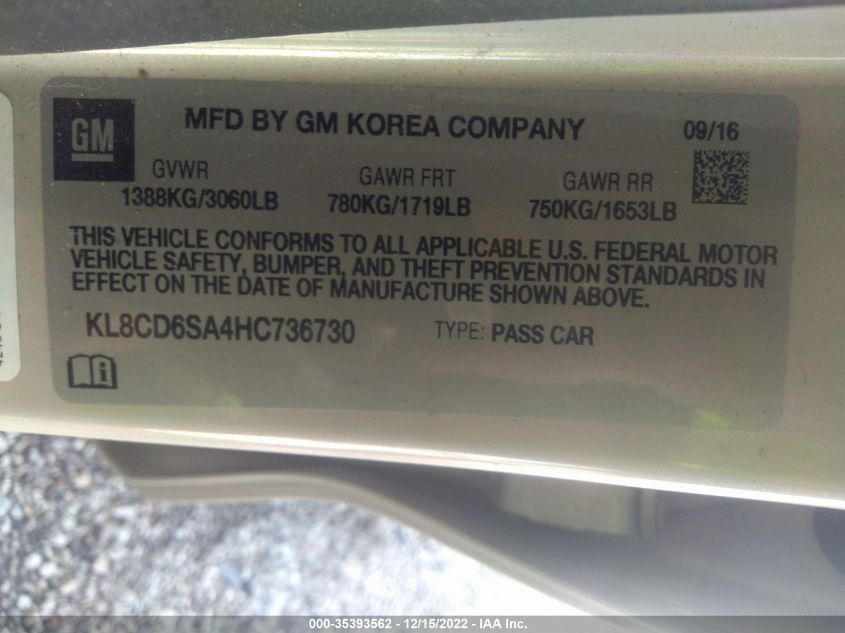 GM
MFD BY GM KOREA COMPANY
09/16
GVWR
GAWR FRT
GAWR RR
1388KG/3060LB
780KG/1719LB
750KG/1653LB
THIS VEHICLE CONFORMS TO ALL APPLICABLE U.S. FEDERAL MOTOR
VEHICLE SAFETY, BUMPER, AND THEFT PREVENTION STANDARDS IN
EFFECT ON THE DATE OF MANUFACTURE SHOWN ABOVE.
KL8CD6SA4HC736730
TYPE: PASS CAR
000-35393562 - 12/15/2022 - IAA Inc.